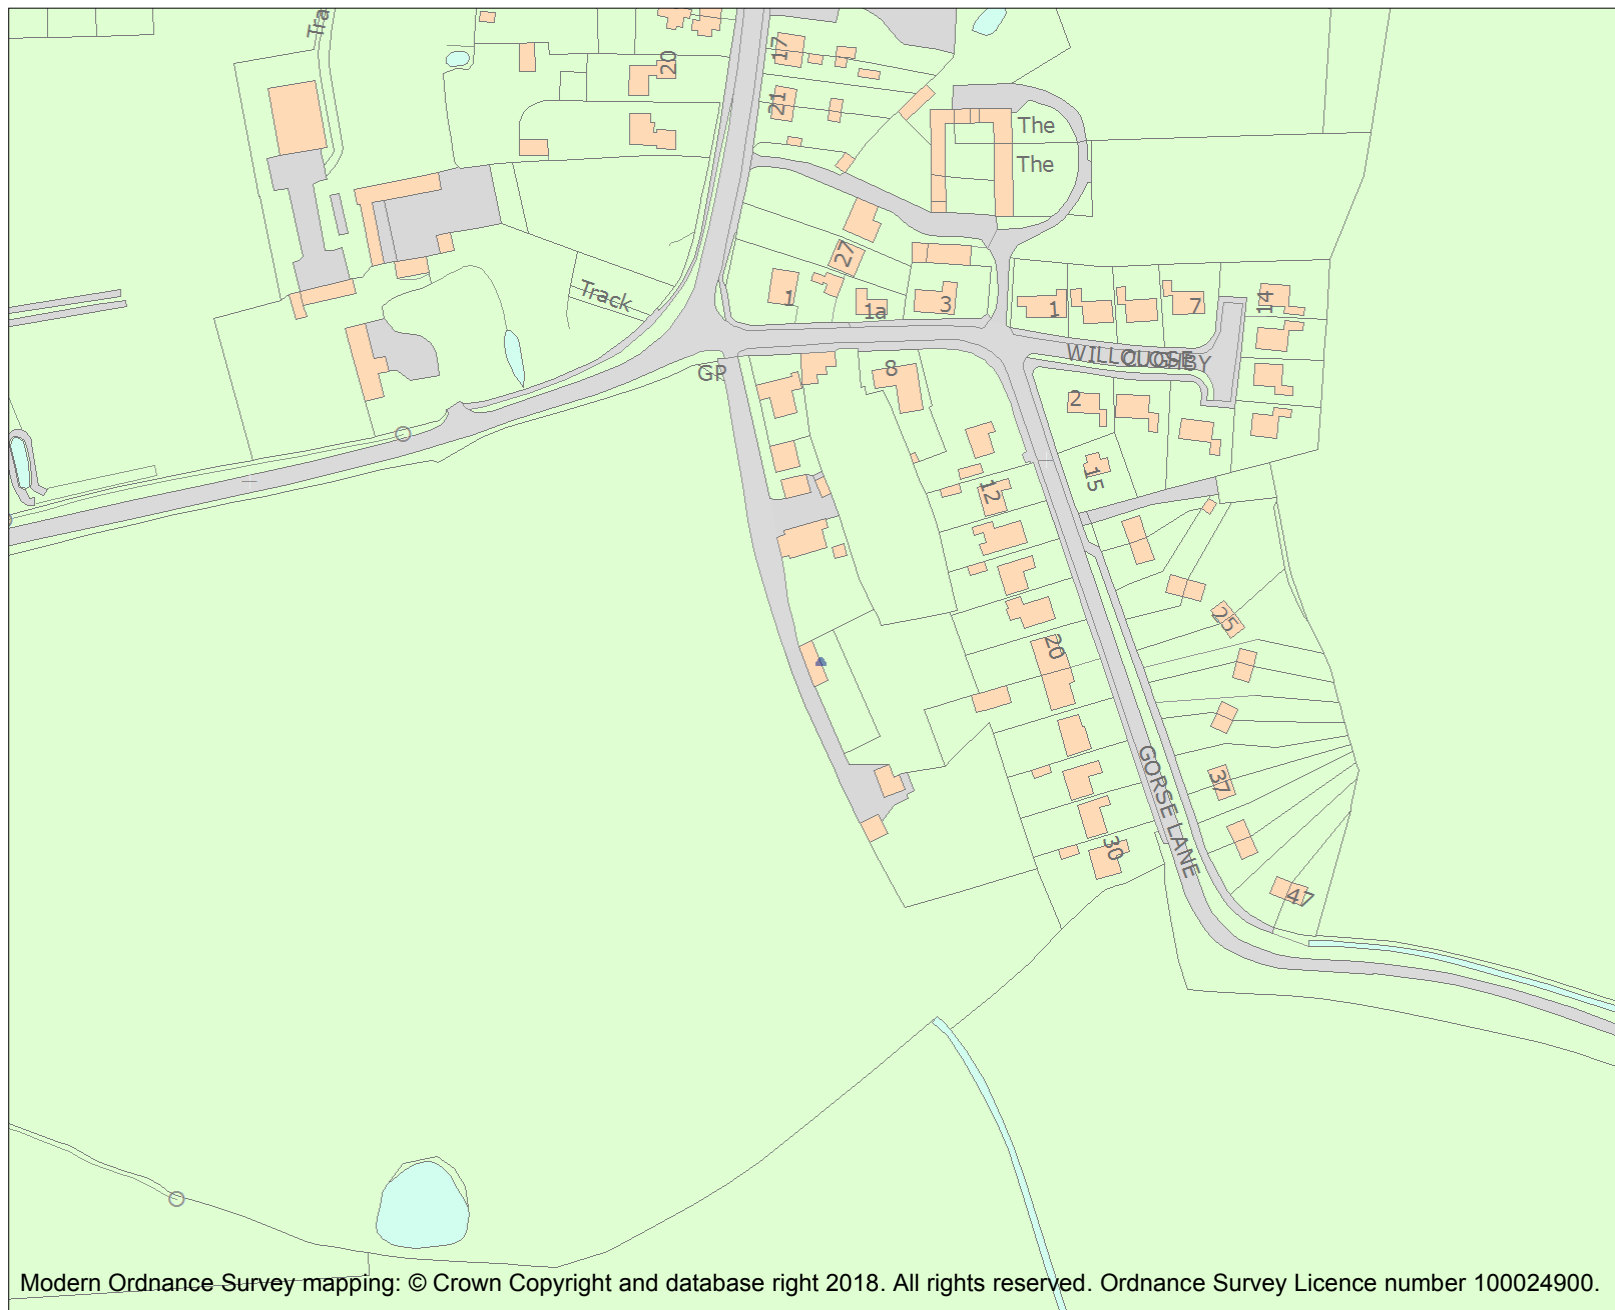 Tra
17
20
21
The
The
27
Track
1
1a
3
1
7
14
WILLOUGHBY
CLOSE
GP
8
2
15
12
25
20
37
GORSE LANE
30
47
Modern Ordnance Survey mapping: © Crown Copyright and database right 2018. All rights reserved. Ordnance Survey Licence number 100024900.